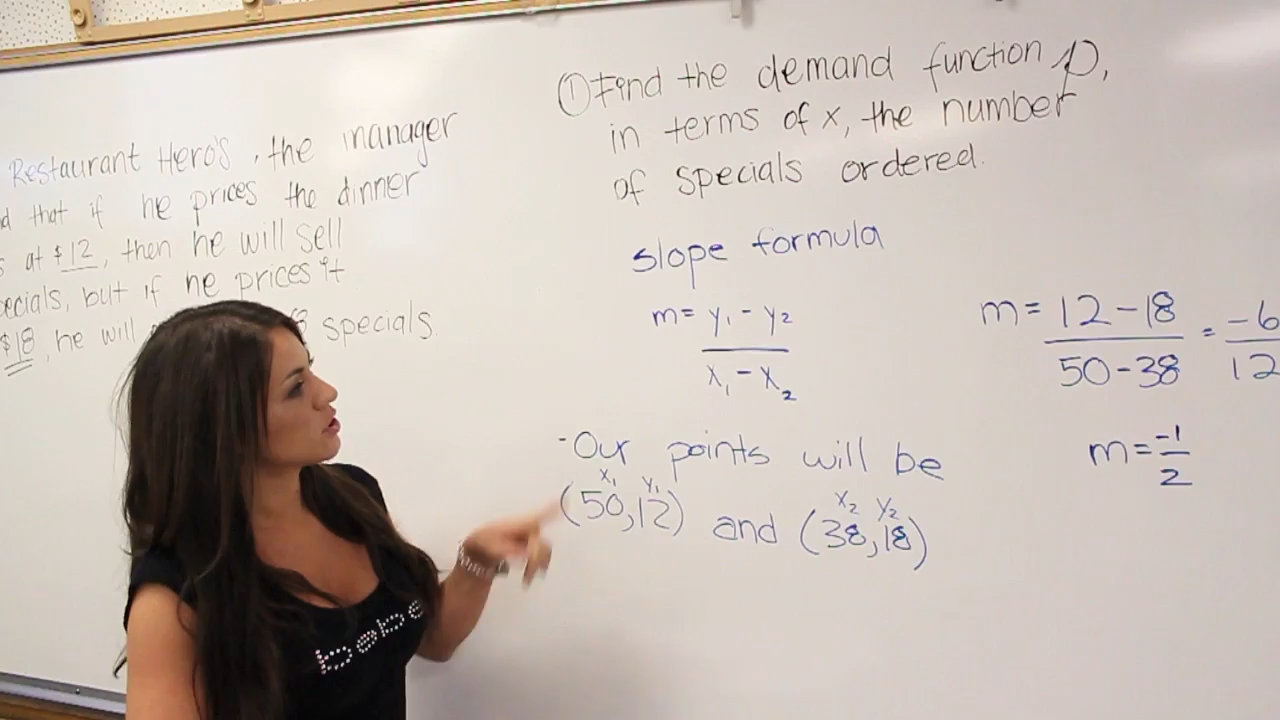 Restaurant Hero's, the manager
that if he prices the dinner
at $12, then he will sell
but if he prices it
$18, he will 8 specials.
① Find the demand function p,
in terms of x, the number
of specials ordered.
slope formula
m = y₁ - y₂
x₁ - x₂
- Our points will be
x₁ y₁
(50,12) and (38,18)
x₂ y₂
m = 12 - 18 = -6
50 - 38 12
m = -1
2
bebe